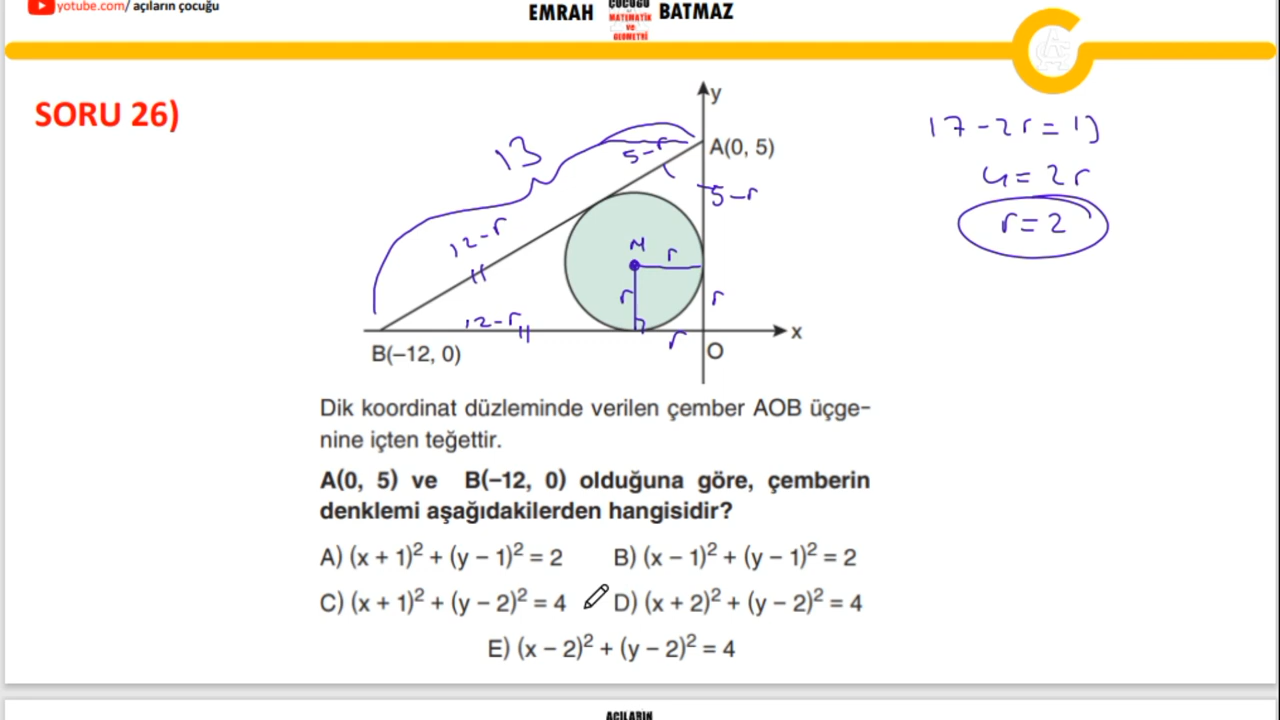 yotube.com/ açıların çocuğu
EMRAH ÇOCUĞU BATMAZ
MATEMATİK
ve
GEOMETRİ
SORU 26)
y
A(0, 5)
13
5-r
5-r
12-r
M
r
r
r
12-r
r
x
B(–12, 0)
O
17-2r=13
4=2r
r=2
Dik koordinat düzleminde verilen çember AOB üçge-
nine içten teğettir.
A(0, 5) ve B(–12, 0) olduğuna göre, çemberin
denklemi aşağıdakilerden hangisidir?
A) (x + 1)² + (y – 1)² = 2 B) (x – 1)² + (y – 1)² = 2
C) (x + 1)² + (y – 2)² = 4 D) (x + 2)² + (y – 2)² = 4
E) (x – 2)² + (y – 2)² = 4
AÇILARIN